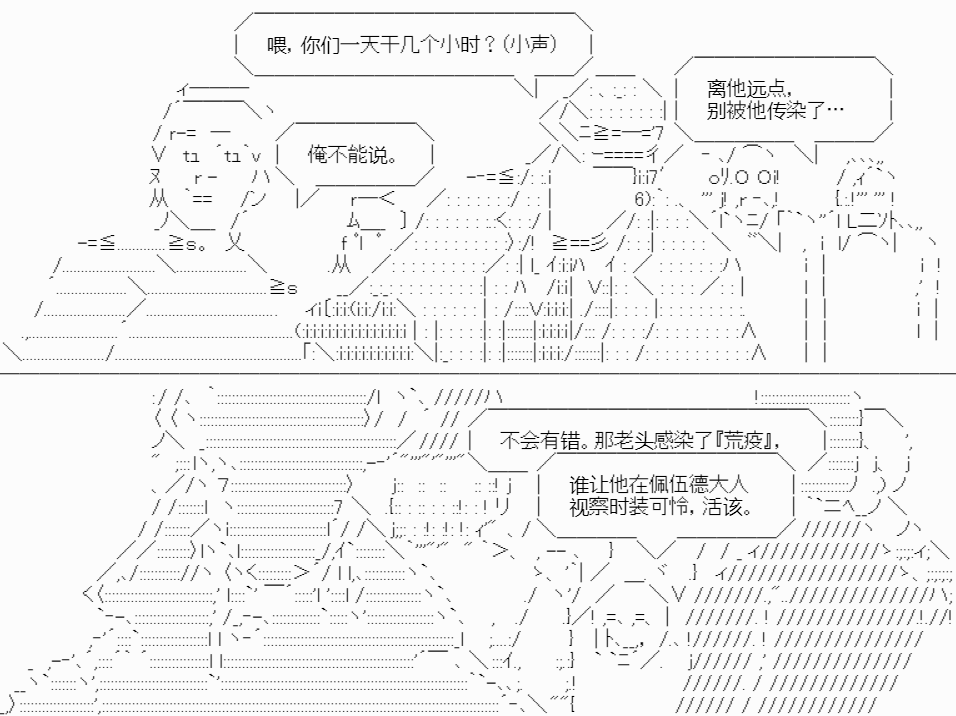 喂，你们一天干几个小时？（小声）
俺不能说。
离他远点，
别被他传染了…
不会有错。那老头感染了『荒疫』，
谁让他在佩伍德大人
视察时装可怜，活该。